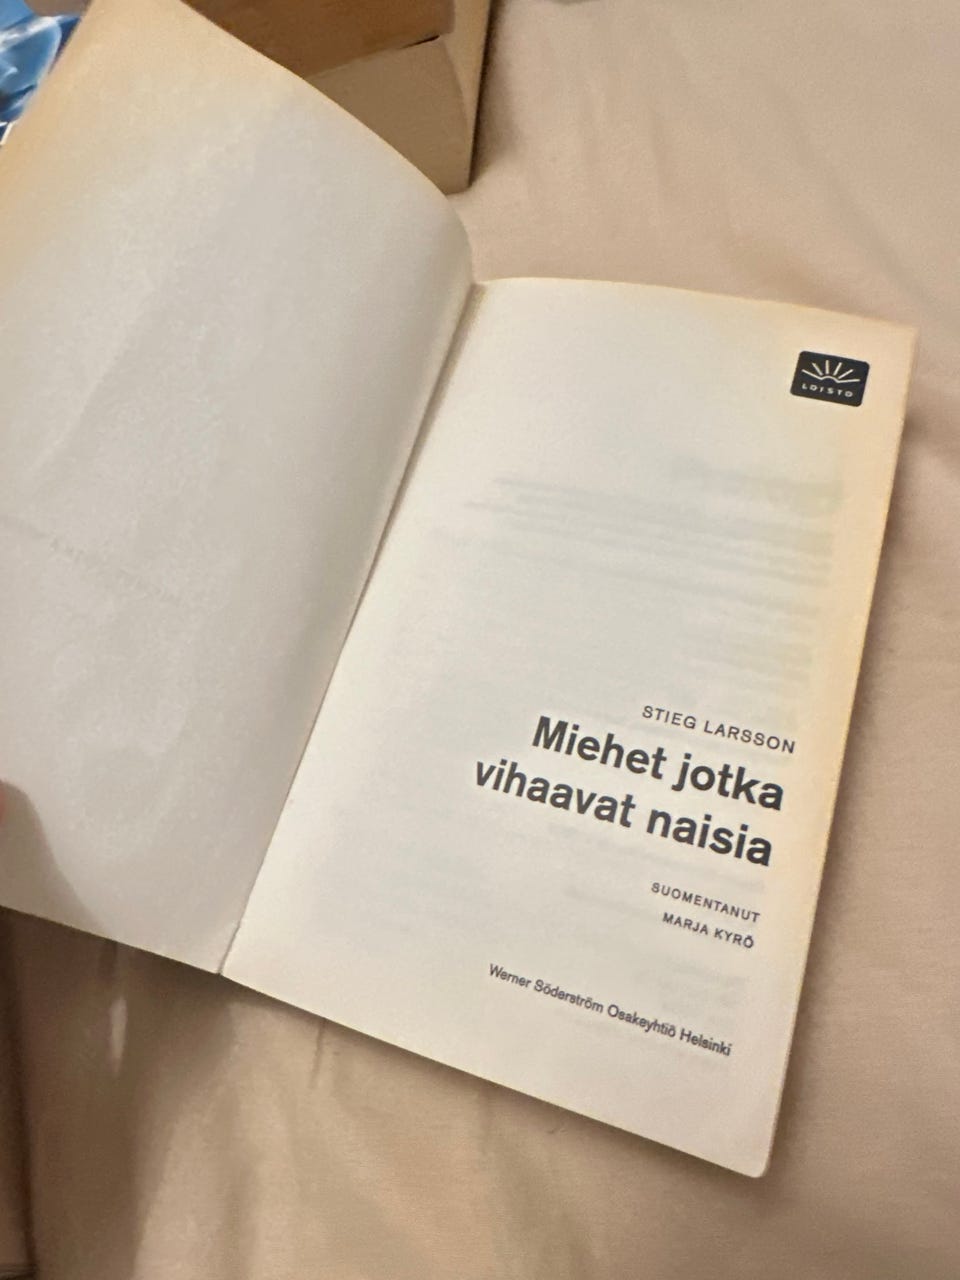 LOISTO
STIEG LARSSON
Miehet jotka
vihaavat naisia
SUOMENTANUT
MARJA KYRÖ
Werner Söderström Osakeyhtiö Helsinki